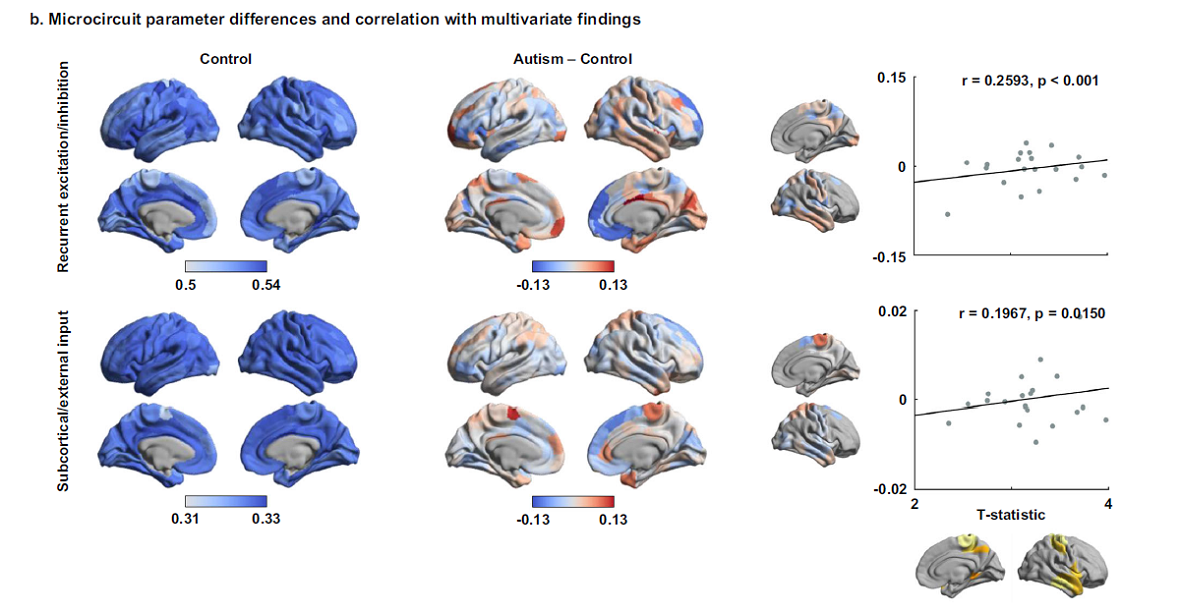 b. Microcircuit parameter differences and correlation with multivariate findings
Control
Autism – Control
Recurrent excitation/inhibition
0.5
0.54
-0.13
0.13
0.15
0
-0.15
r = 0.2593, p < 0.001
Subcortical/external input
0.31
0.33
-0.13
0.13
0.02
0
-0.02
r = 0.1967, p = 0.0150
2
4
T-statistic